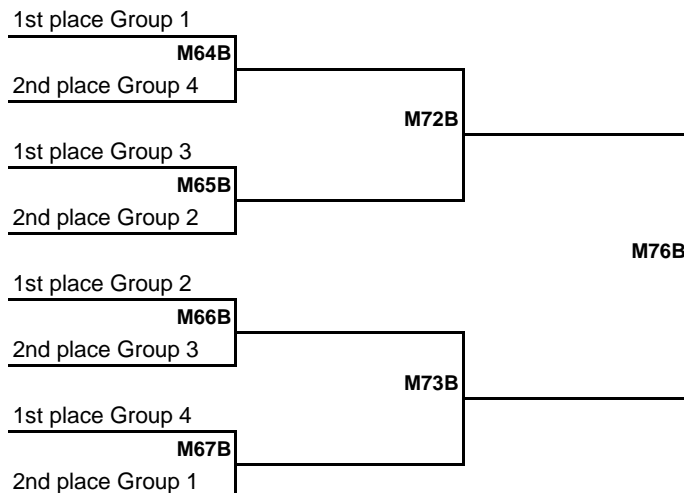 1st place Group 1
M64B
2nd place Group 4
M72B
1st place Group 3
M65B
2nd place Group 2
M76B
1st place Group 2
M66B
2nd place Group 3
M73B
1st place Group 4
M67B
2nd place Group 1